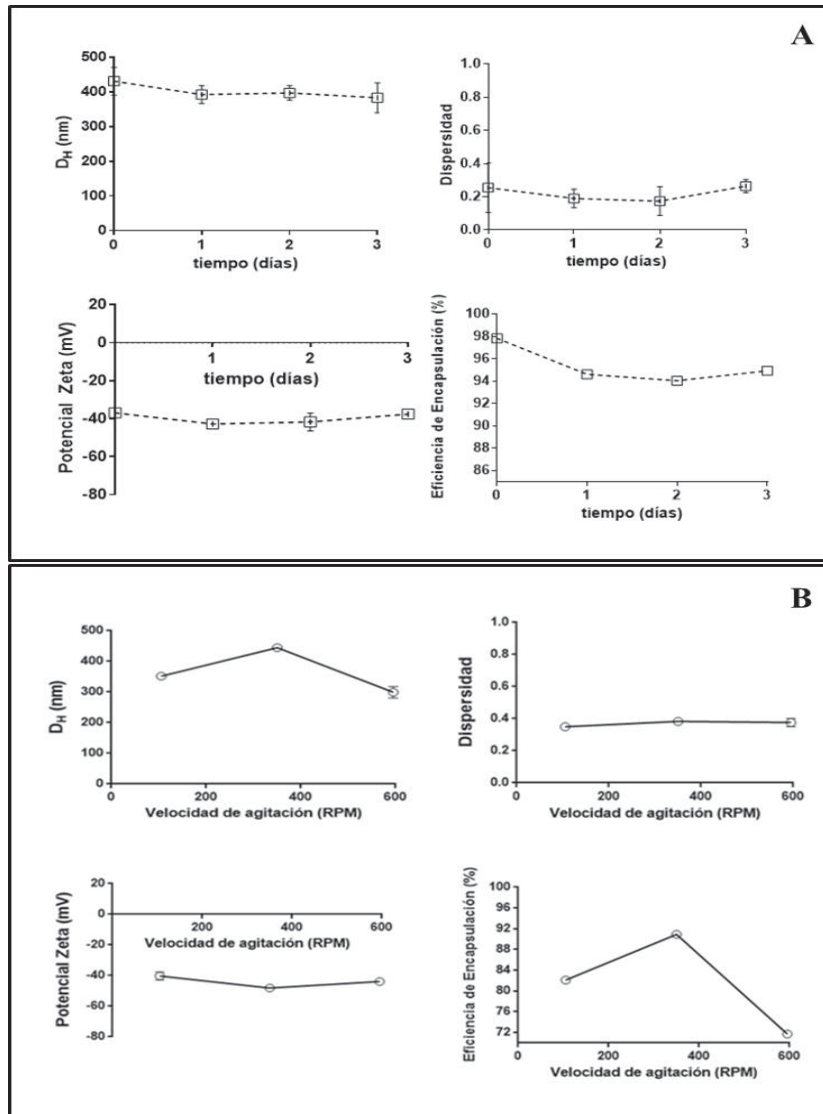 A
500
400
300
200
100
0
D_H (nm)
0 1 2 3
tiempo (días)
1.0
0.8
0.6
0.4
0.2
0.0
Dispersidad
0 1 2 3
tiempo (días)
20
0
-20
-40
-60
-80
Potencial Zeta (mV)
1 2 3
tiempo (días)
100
98
96
94
92
90
88
86
Eficiencia de Encapsulación (%)
0 1 2 3
tiempo (días)
B
500
400
300
200
100
0
D_H (nm)
0 200 400 600
Velocidad de agitación (RPM)
1.0
0.8
0.6
0.4
0.2
0.0
Dispersidad
0 200 400 600
Velocidad de agitación (RPM)
20
0
-20
-40
-60
-80
Potencial Zeta (mV)
200 400 600
Velocidad de agitación (RPM)
100
96
92
88
84
80
76
72
Eficiencia de Encapsulación (%)
0 200 400 600
Velocidad de agitación (RPM)